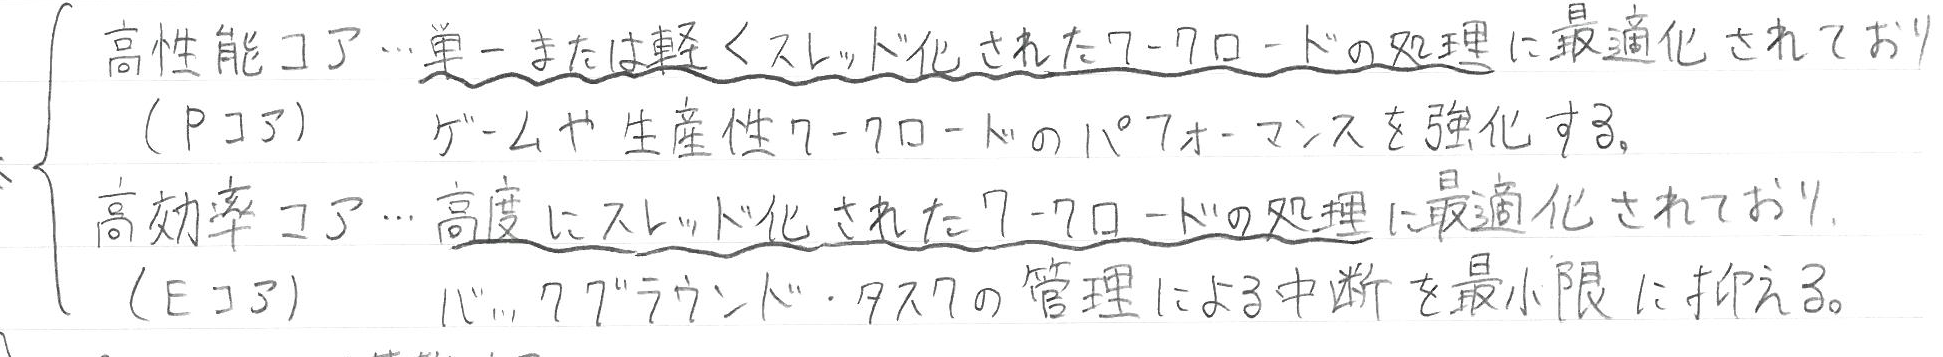 高性能コア…単一または軽くスレッド化されたワークロードの処理に最適化されており
(Pコア) ゲームや生産性ワークロードのパフォーマンスを強化する。
高効率コア…高度にスレッド化されたワークロードの処理に最適化されており、
(Eコア) バックグラウンド・タスクの管理による中断を最小限に抑える。